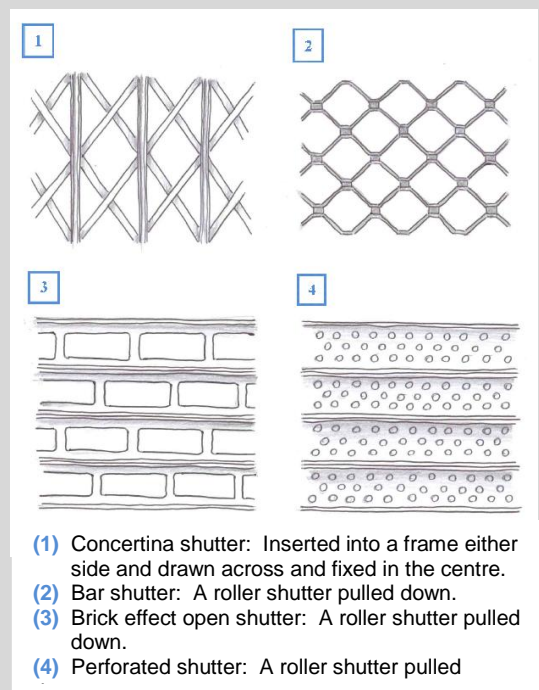 1
2
3
4
(1) Concertina shutter: Inserted into a frame either
side and drawn across and fixed in the centre.
(2) Bar shutter: A roller shutter pulled down.
(3) Brick effect open shutter: A roller shutter pulled
down.
(4) Perforated shutter: A roller shutter pulled